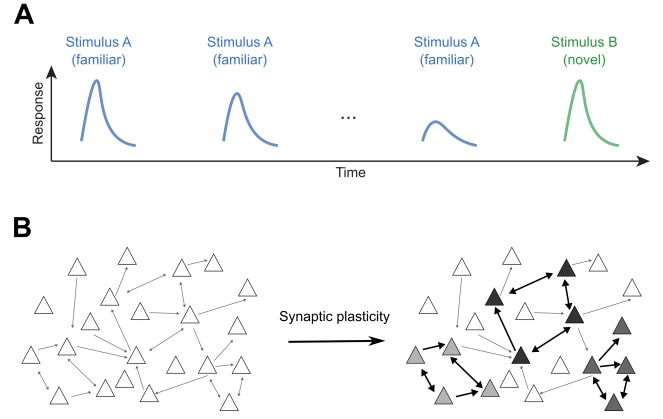 A
Stimulus A
(familiar)
Stimulus A
(familiar)
Stimulus A
(familiar)
Stimulus B
(novel)
Response
...
Time
B
Synaptic plasticity